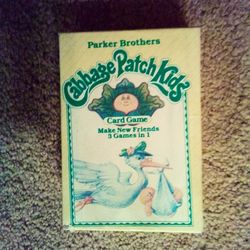 Parker Brothers
Cabbage Patch Kids
Card Game
Make New Friends
3 Games in 1